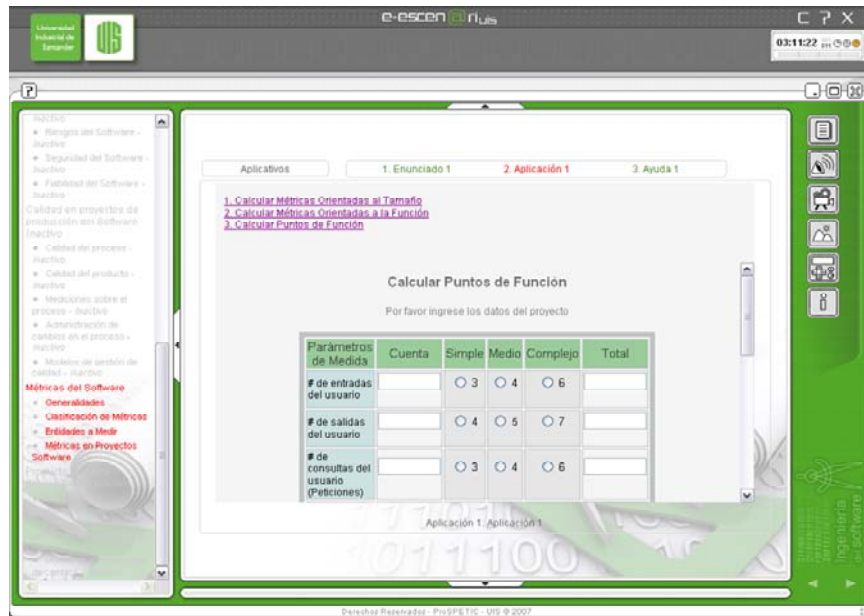 Universidad
Industrial de
Santander
e-escen@ri uis
C ? X
03:11:22
?
Inactivo
Riesgos del Software -
Inactivo
Seguridad del Software -
Inactivo
Fiabilidad del Software -
Inactivo
Calidad en proyectos de
producción del Software
Inactivo
Calidad del proceso -
Inactivo
Calidad del producto -
Inactivo
Mediciones sobre el
proceso - Inactivo
Administración de
cambios en el proceso -
Inactivo
Modelos de gestión de
calidad - Inactivo
Métricas del Software
Generalidades
Clasificación de Métricas
Entidades a Medir
Métricas en Proyectos
Software
Aplicativos
1. Enunciado 1
2. Aplicación 1
3. Ayuda 1
1. Calcular Métricas Orientadas al Tamaño
2. Calcular Métricas Orientadas a la Función
3. Calcular Puntos de Función
Calcular Puntos de Función
Por favor ingrese los datos del proyecto
Parámetros de Medida Cuenta Simple Medio Complejo Total
# de entradas del usuario 3 4 6
# de salidas del usuario 4 5 7
# de consultas del usuario (Peticiones) 3 4 6
Aplicación 1. Aplicación 1
Ingeniería
Software
Derechos Reservados - ProSPETIC - UIS © 2007